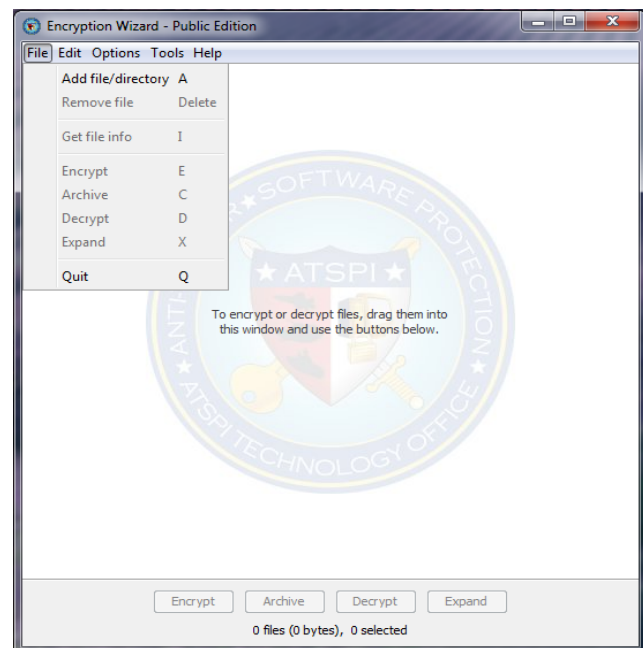 Encryption Wizard - Public Edition
File Edit Options Tools Help
Add file/directory A
Remove file Delete
Get file info I
Encrypt E
Archive C
Decrypt D
Expand X
Quit Q
SOFTWARE PROTECTION
ATSPI
ANTI
ATSPI TECHNOLOGY OFFICE
To encrypt or decrypt files, drag them into
this window and use the buttons below.
Encrypt Archive Decrypt Expand
0 files (0 bytes), 0 selected